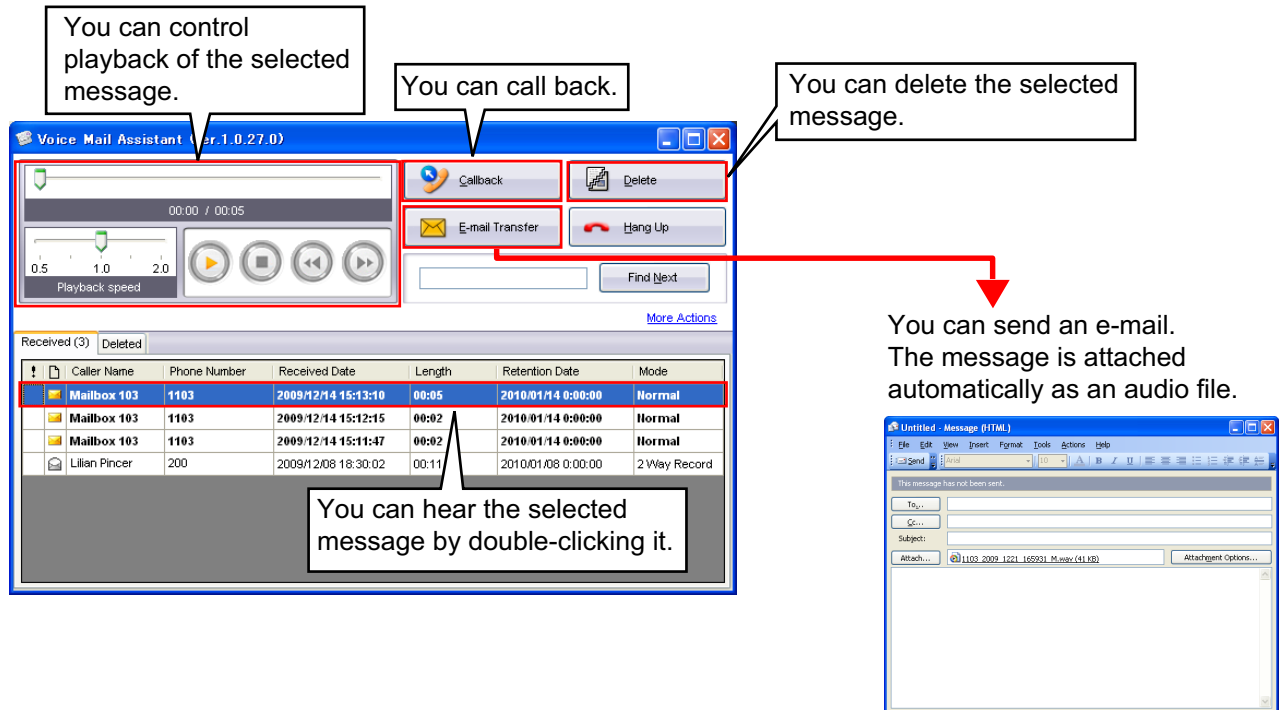 You can control
playback of the selected
message.
You can call back.
You can delete the selected
message.
Voice Mail Assistant (Ver.1.0.27.0)
00:00 / 00:05
0.5 1.0 2.0
Playback speed
Callback
Delete
E-mail Transfer
Hang Up
Find Next
More Actions
Received (3) Deleted
! Caller Name Phone Number Received Date Length Retention Date Mode
Mailbox 103 1103 2009/12/14 15:13:10 00:05 2010/01/14 0:00:00 Normal
Mailbox 103 1103 2009/12/14 15:12:15 00:02 2010/01/14 0:00:00 Normal
Mailbox 103 1103 2009/12/14 15:11:47 00:02 2010/01/14 0:00:00 Normal
Lilian Pincer 200 2009/12/08 18:30:02 00:11 2010/01/08 0:00:00 2 Way Record
You can hear the selected
message by double-clicking it.
You can send an e-mail.
The message is attached
automatically as an audio file.
Untitled - Message (HTML)
File Edit View Insert Format Tools Actions Help
Send Arial 10 A B I U
This message has not been sent.
To...
Cc...
Subject:
Attach... 1103_2009_1221_165931_M.wav (41 KB) Attachment Options...